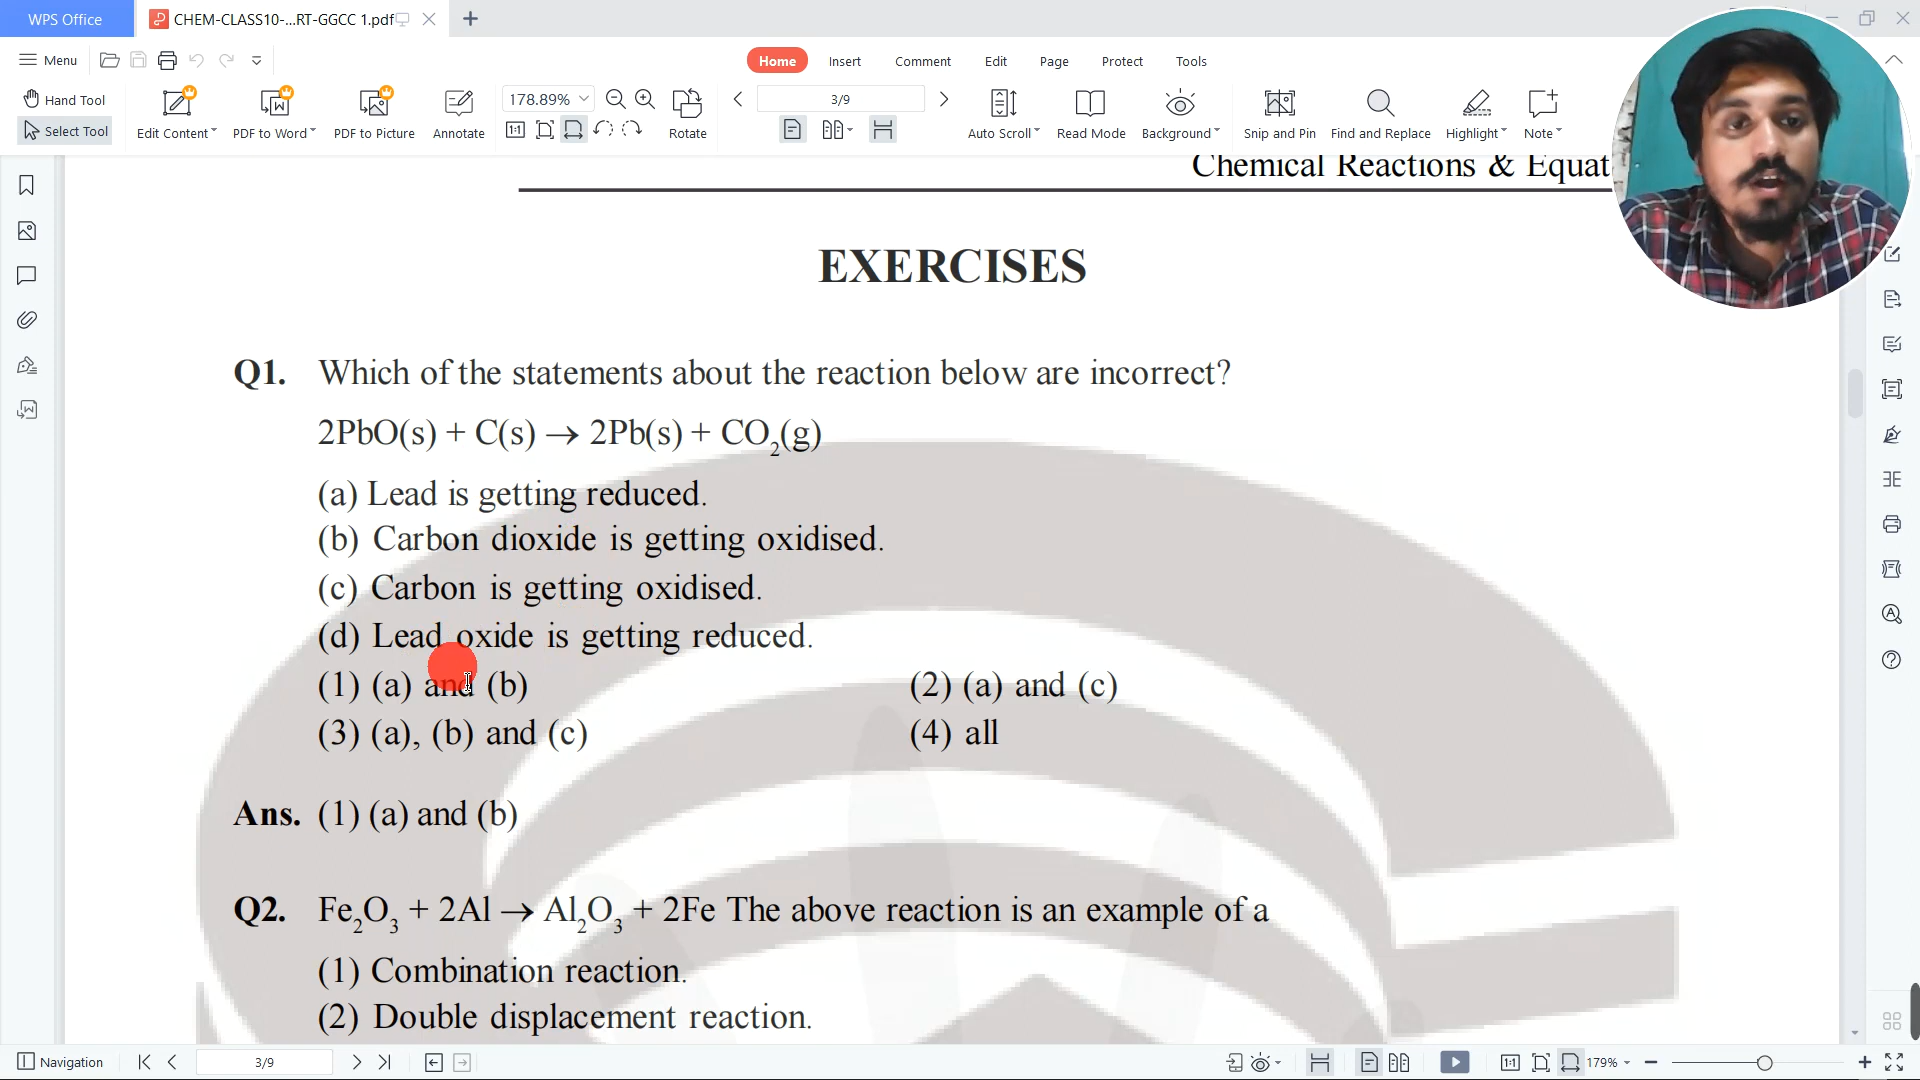 WPS Office
CHEM-CLASS10-...RT-GGCC 1.pdf
Menu
Home Insert Comment Edit Page Protect Tools
Hand Tool
Select Tool
Edit Content PDF to Word PDF to Picture Annotate
178.89%
Rotate
3/9
Auto Scroll Read Mode Background Snip and Pin Find and Replace Highlight Note
Chemical Reactions & Equat
EXERCISES
Q1. Which of the statements about the reaction below are incorrect?
2PbO(s) + C(s) → 2Pb(s) + CO₂(g)
(a) Lead is getting reduced.
(b) Carbon dioxide is getting oxidised.
(c) Carbon is getting oxidised.
(d) Lead oxide is getting reduced.
(1) (a) and (b) (2) (a) and (c)
(3) (a), (b) and (c) (4) all
Ans. (1) (a) and (b)
Q2. Fe₂O₃ + 2Al → Al₂O₃ + 2Fe The above reaction is an example of a
(1) Combination reaction.
(2) Double displacement reaction.
Navigation 3/9 179%